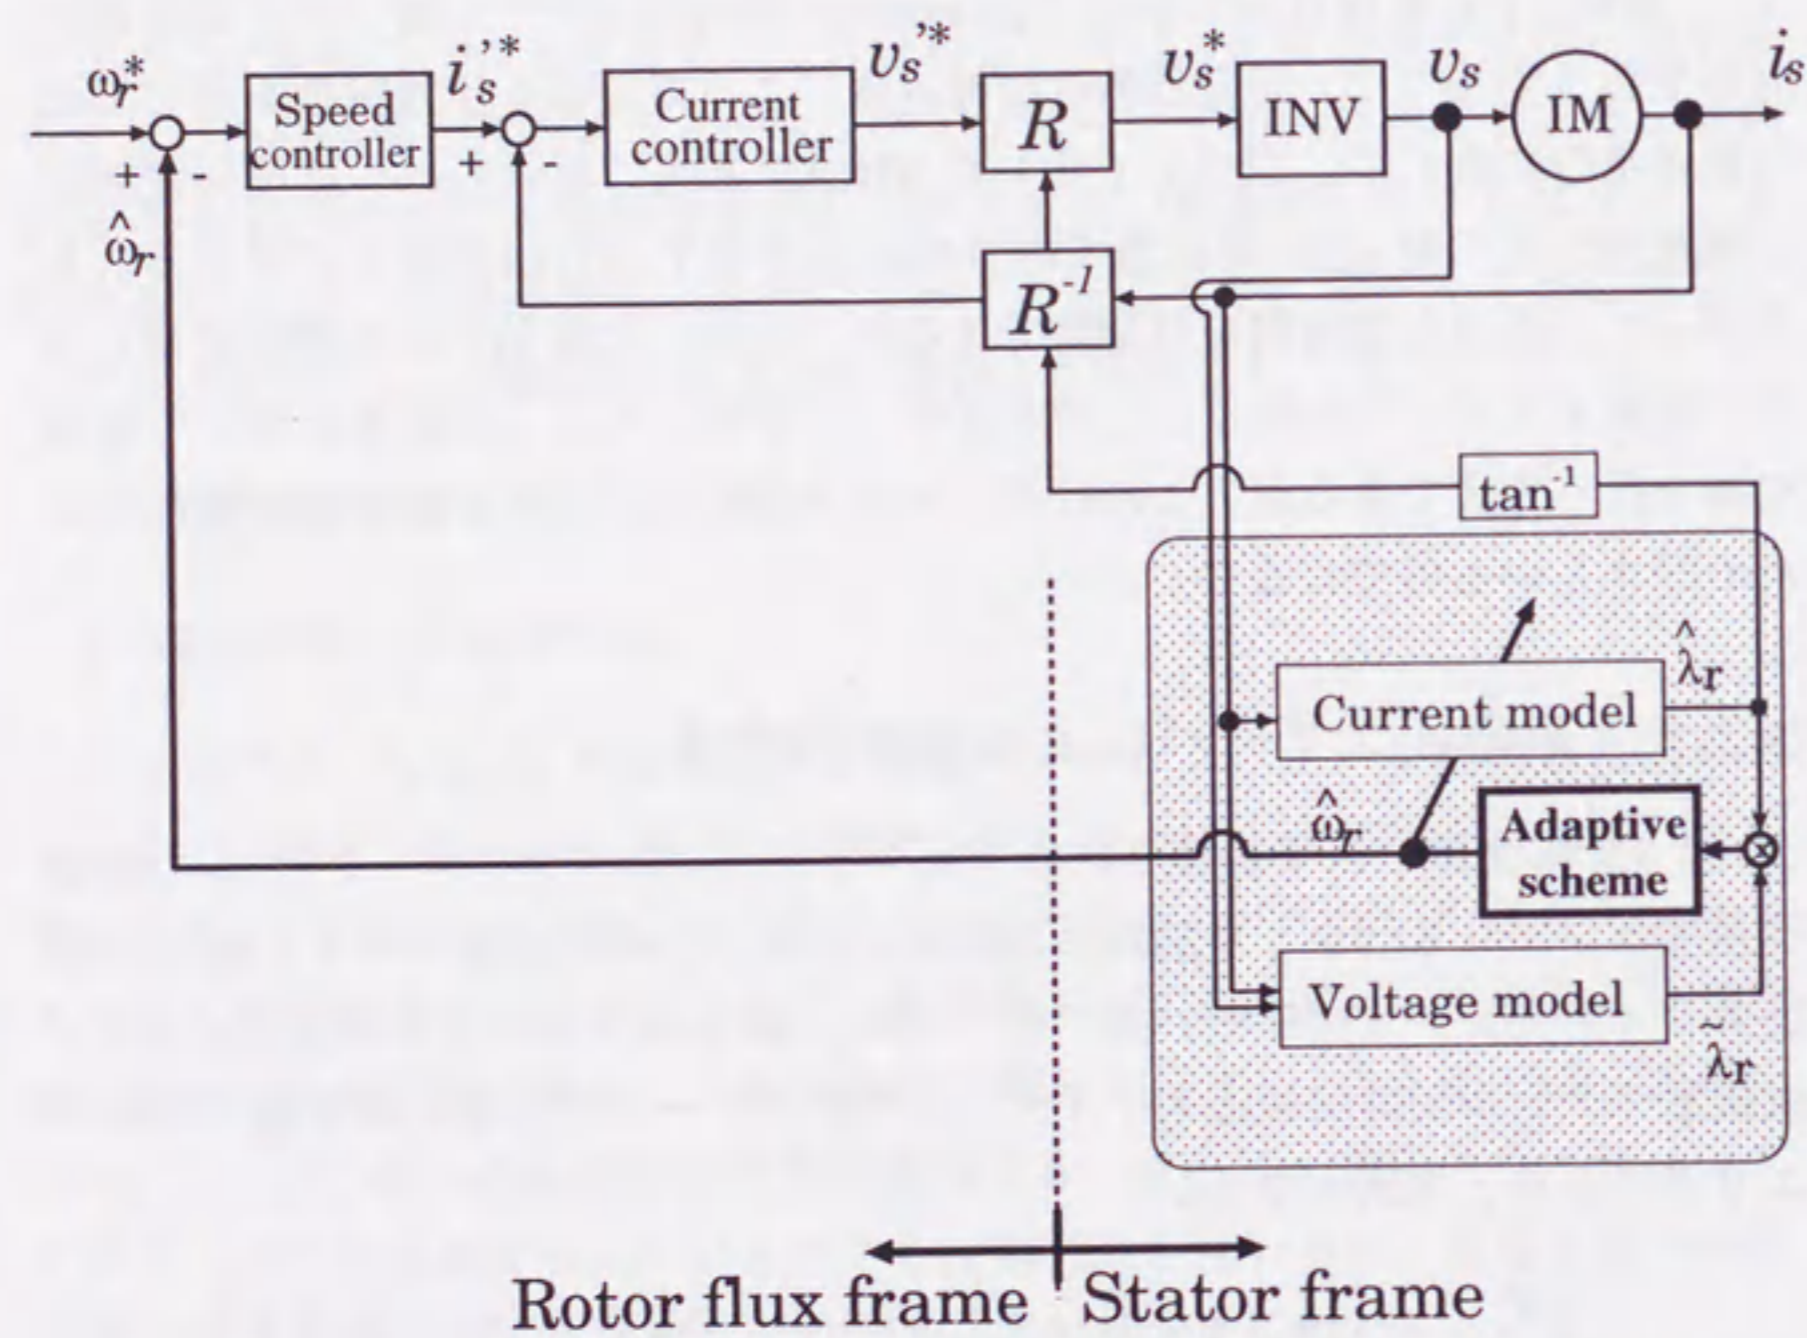 ω_r^*
+
-
ω̂_r
Speed
controller
i_s'^*
+
-
Current
controller
v_s'^*
R
v_s^*
INV
v_s
IM
i_s
R^-1
tan^-1
Current model
λ̂_r
ω̂_r
Adaptive
scheme
x
Voltage model
λ̃_r
Rotor flux frame
Stator frame